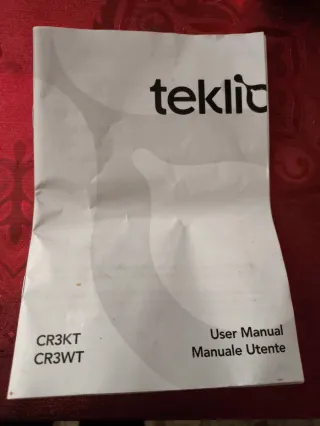 teklio
CR3KT
CR3WT
User Manual
Manuale Utente